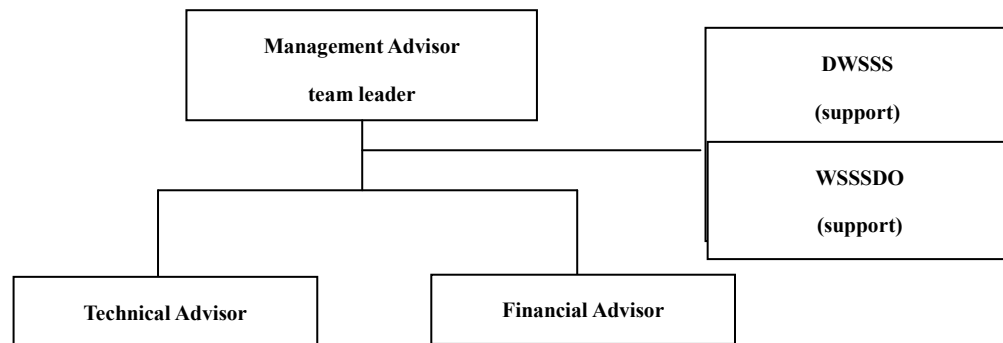 Management Advisor
team leader
DWSSS
(support)
WSSSDO
(support)
Technical Advisor
Financial Advisor